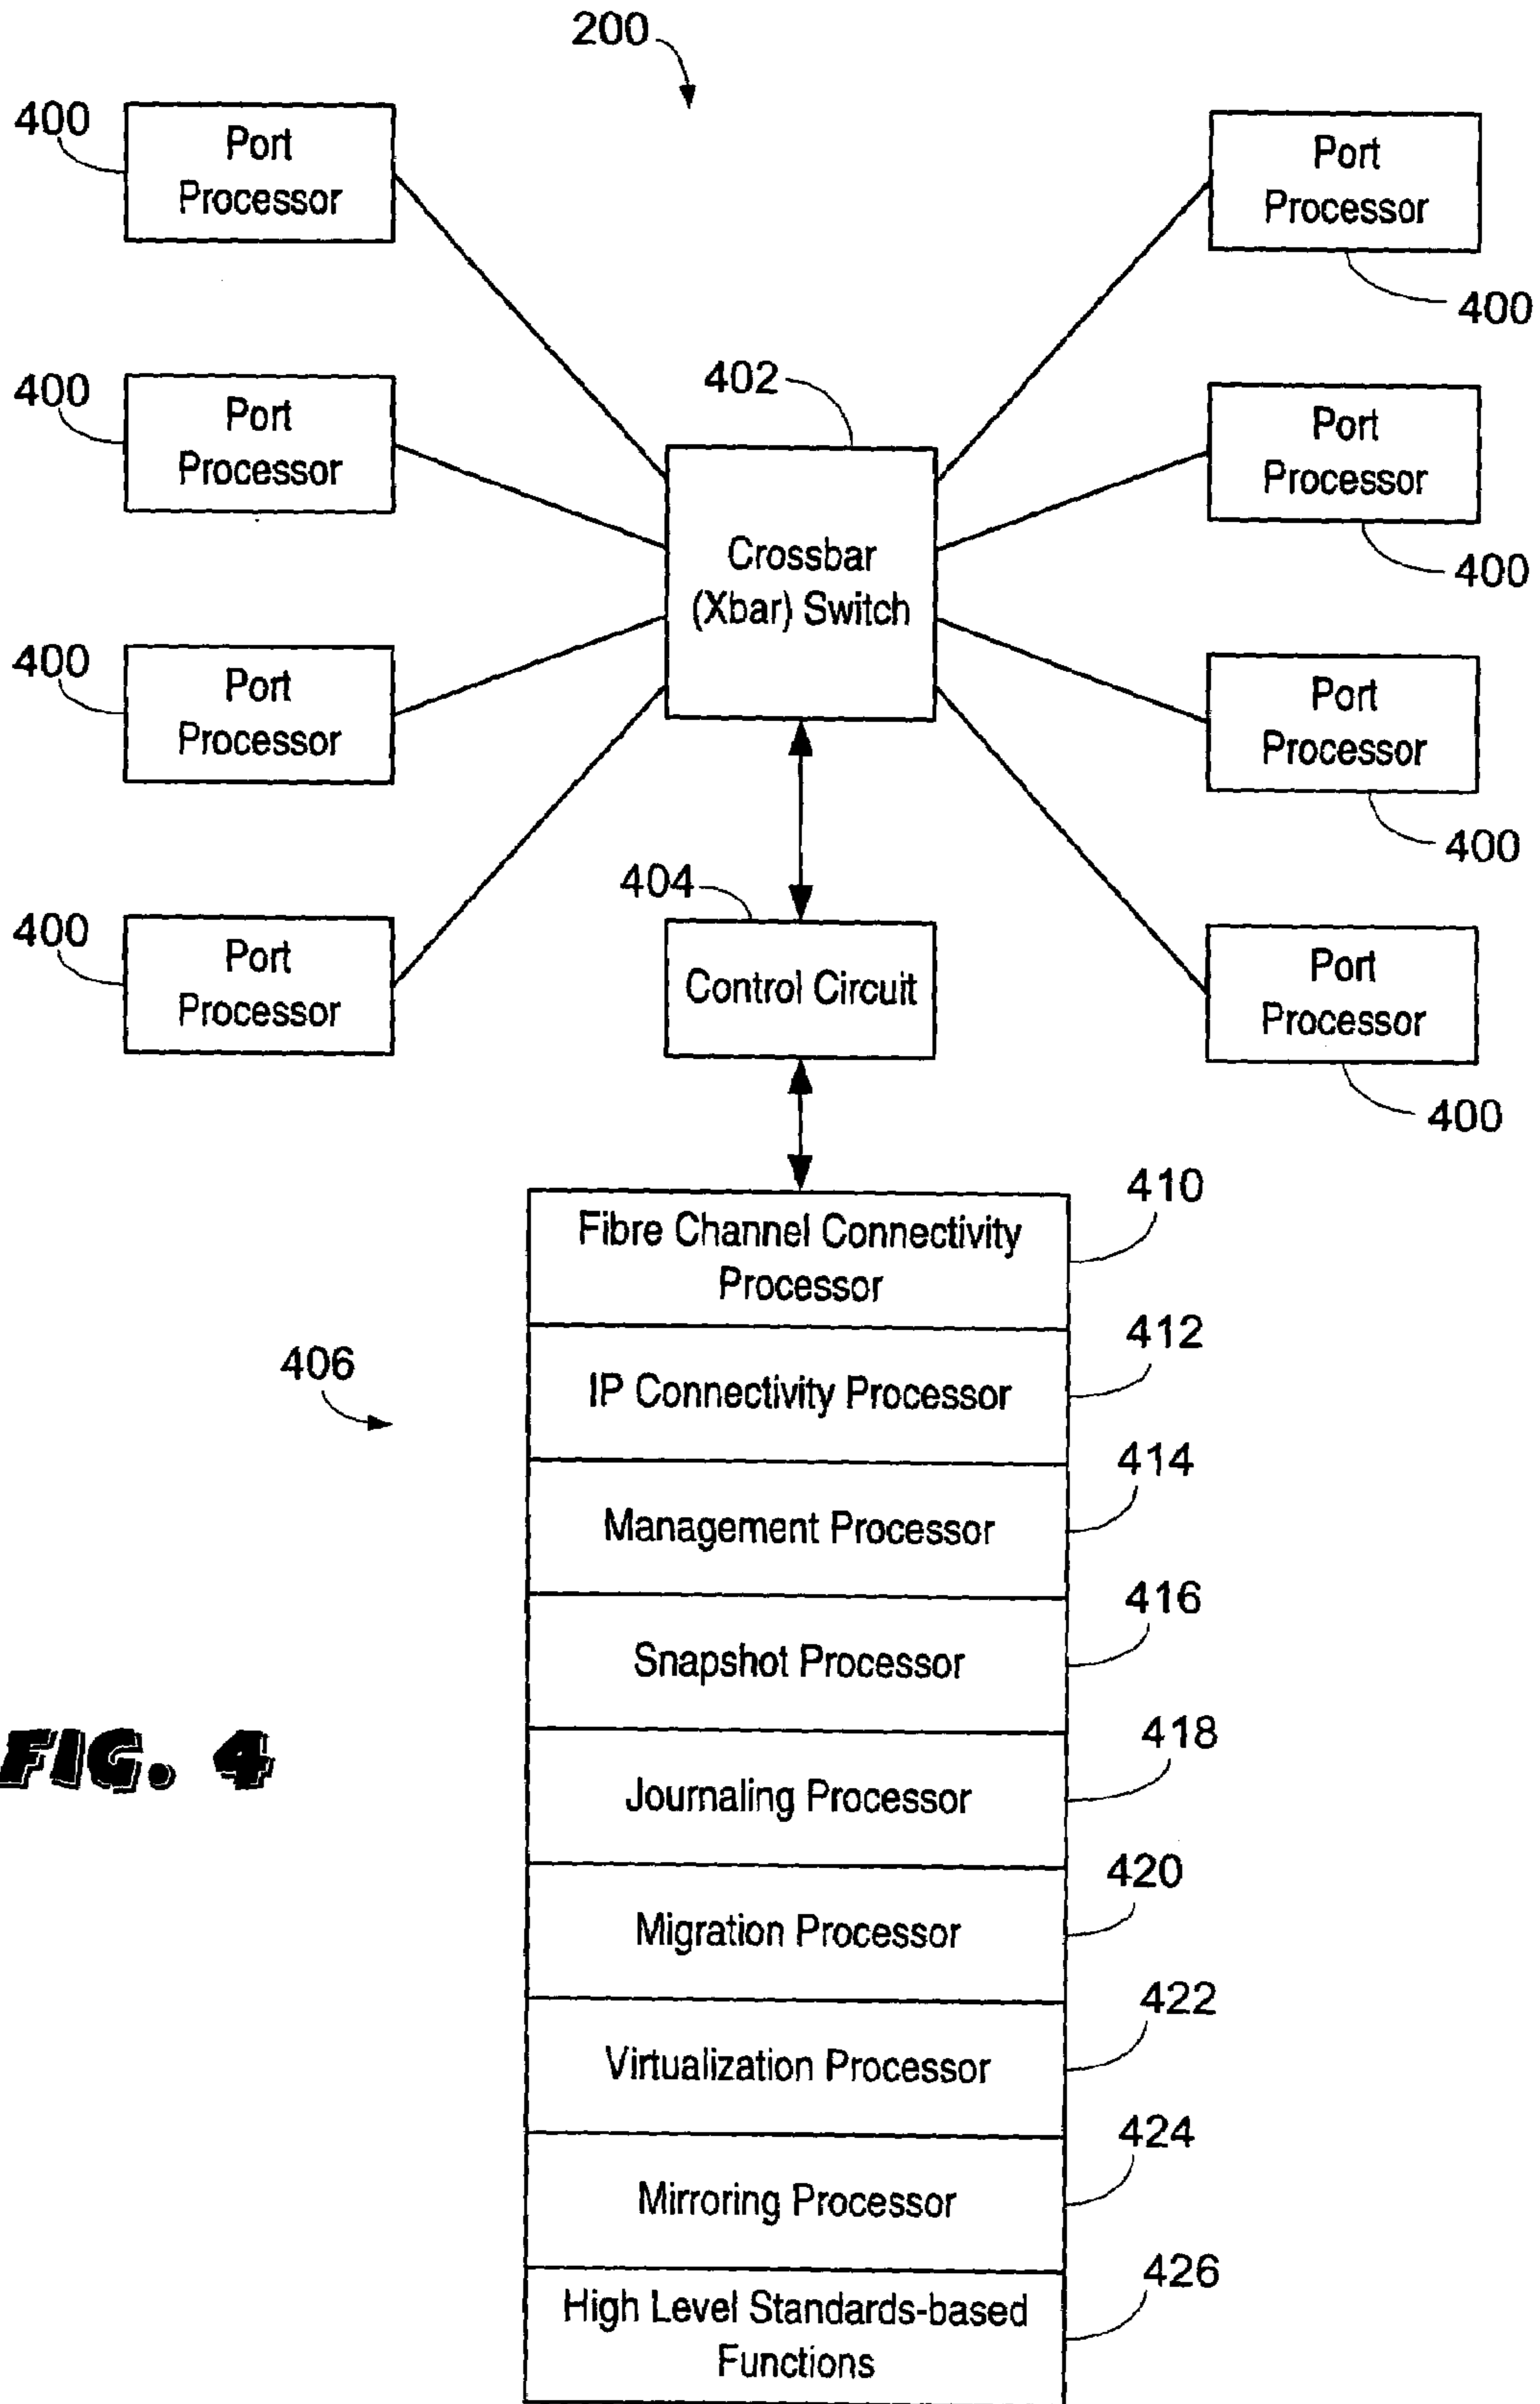 200
400
Port
Processor
Port
Processor
400
400
Port
Processor
402
Crossbar
(Xbar) Switch
Port
Processor
400
400
Port
Processor
Port
Processor
400
404
Control Circuit
400
Port
Processor
Port
Processor
400
406
Fibre Channel Connectivity
Processor
410
IP Connectivity Processor
412
Management Processor
414
Snapshot Processor
416
Journaling Processor
418
Migration Processor
420
Virtualization Processor
422
Mirroring Processor
424
High Level Standards-based
Functions
426
FIG. 4